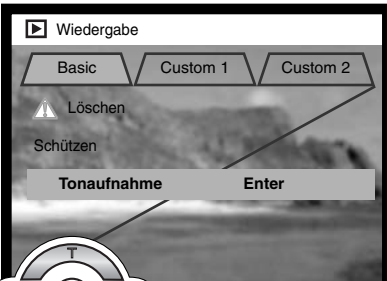 Wiedergabe
Basic Custom 1 Custom 2
Löschen
Schützen
Tonaufnahme Enter
T